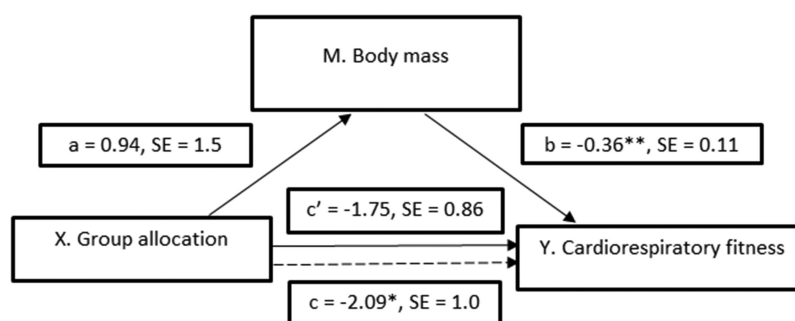 M. Body mass
a = 0.94, SE = 1.5
b = -0.36**, SE = 0.11
c’ = -1.75, SE = 0.86
X. Group allocation
Y. Cardiorespiratory fitness
c = -2.09*, SE = 1.0